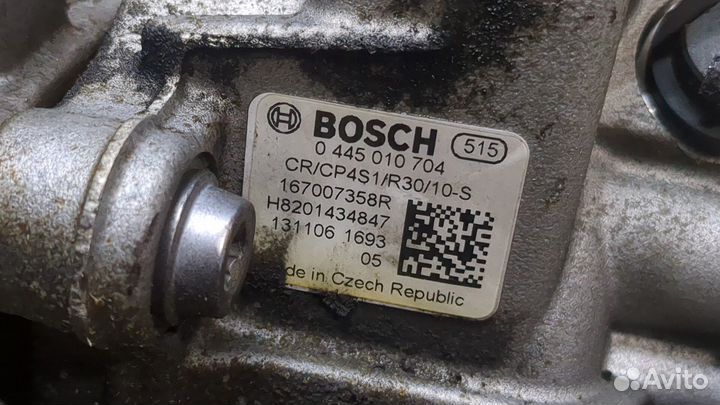 BOSCH 515
0 445 010 704
CR/CP4S1/R30/10-S
167007358R
H8201434847
131106 1693
05
de in Czech Republic
Avito